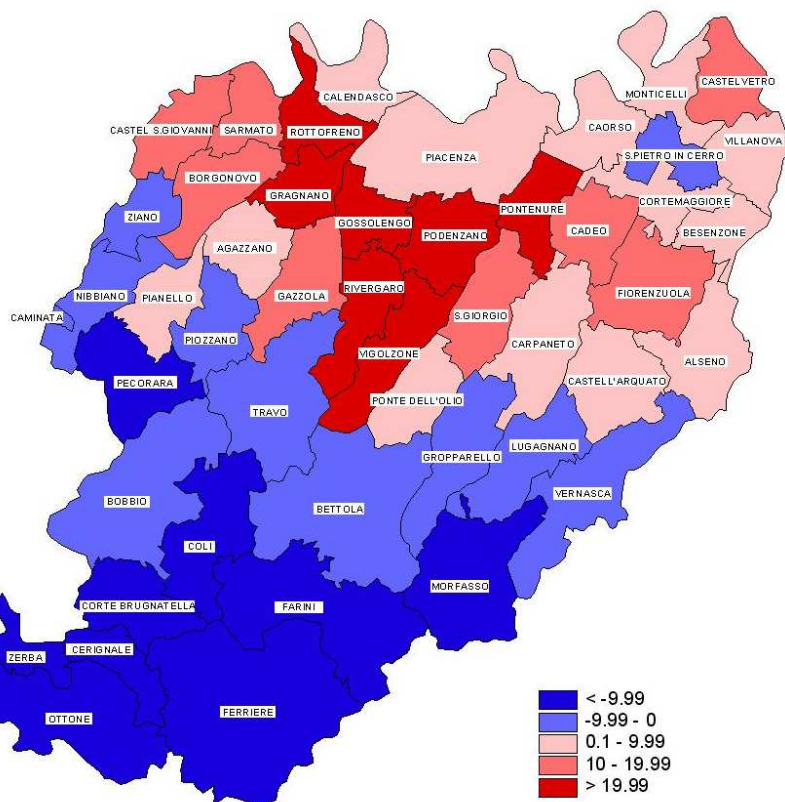 CALENDASCO
MONTICELLI
CASTELVETRO
CASTEL S.GIOVANNI
SARMATO
ROTTOFRENO
CAORSO
VILLANOVA
PIACENZA
S.PIETRO IN CERRO
BORGONOVO
GRAGNANO
CORTEMAGGIORE
ZIANO
GOSSOLENGO
PONTENURE
CADEO
BESENZONE
AGAZZANO
PODENZANO
NIBBIANO
PIANELLO
GAZZOLA
RIVERGARO
FIORENZUOLA
CAMINATA
PIOZZANO
S.GIORGIO
CARPANETO
VIGOLZONE
ALSENO
PECORARA
CASTELL'ARQUATO
PONTE DELL'OLIO
TRAVO
LUGAGNANO
GROPPARELLO
VERNASCA
BOBBIO
BETTOLA
COLI
MORFASSO
CORTE BRUGNATELLA
FARINI
CERIGNALE
ZERBA
OTTONE
FERRIERE
< -9.99
-9.99 - 0
0.1 - 9.99
10 - 19.99
> 19.99